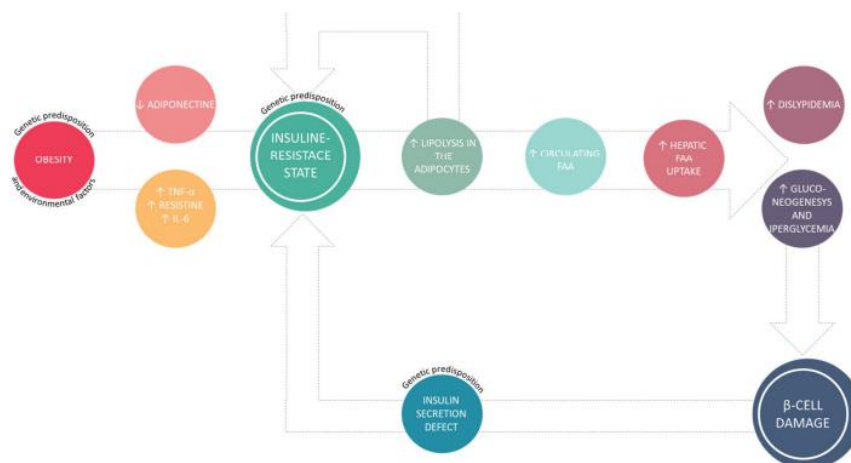 Genetic predisposition
OBESITY
and environmental factors
↓ ADIPONECTINE
↑ TNF-α
↑ RESISTINE
↑ IL-6
Genetic predisposition
INSULINE-
RESISTACE
STATE
↑ LIPOLYSIS IN
THE
ADIPOCYTES
↑ CIRCULATING
FAA
↑ HEPATIC
FAA
UPTAKE
↑ DISLYPIDEMIA
↑ GLUCO-
NEOGENESYS
AND
IPERGLYCEMIA
Genetic predisposition
INSULIN
SECRETION
DEFECT
β-CELL
DAMAGE